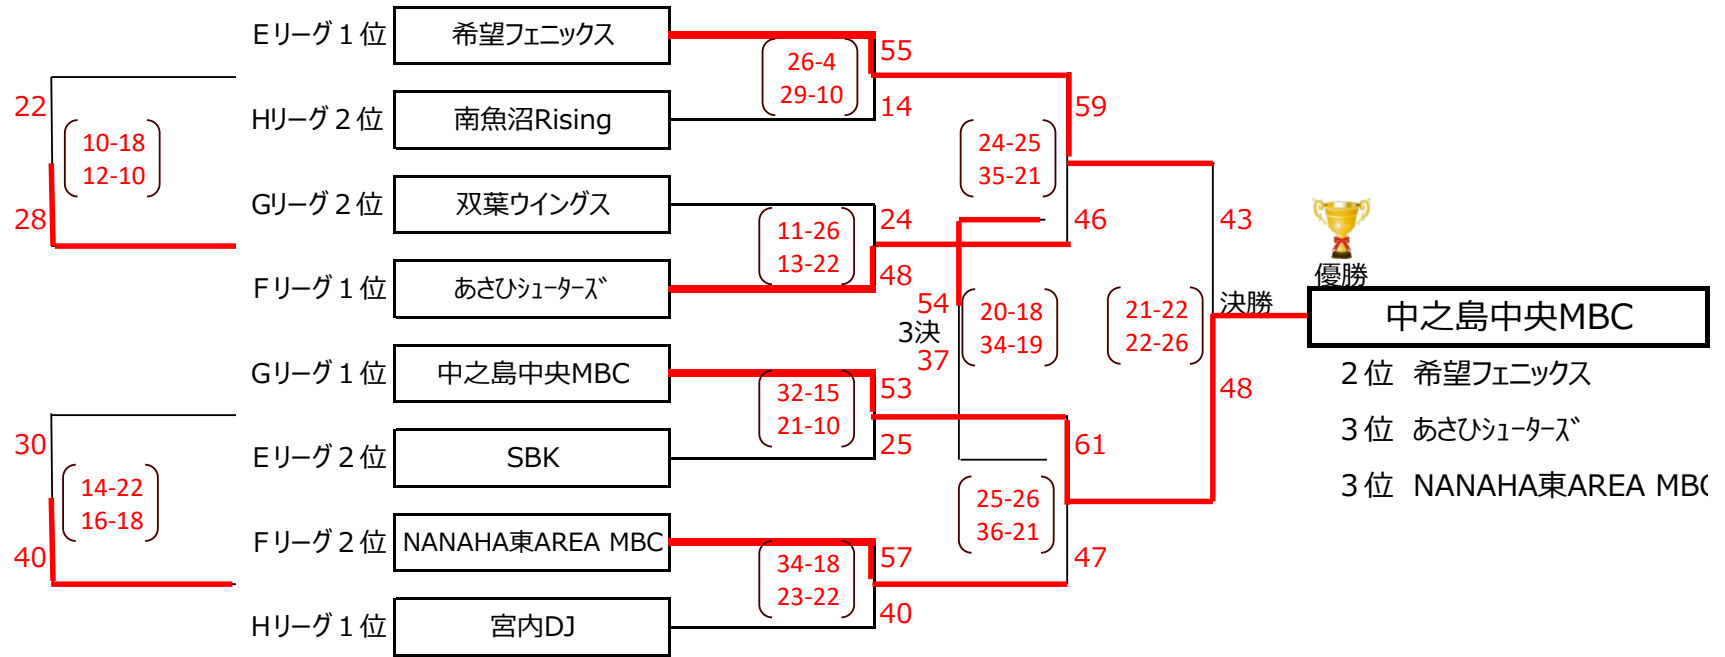 Eリーグ１位 希望フェニックス
55
26-4
29-10
14
Hリーグ２位 南魚沼Rising
22
10-18
12-10
28
59
24-25
35-21
46
Gリーグ２位 双葉ウイングス
24
11-26
13-22
48
Fリーグ１位 あさひｼｭｰﾀｰｽﾞ
43
優勝
54
3決
37
20-18
34-19
21-22
22-26
決勝
中之島中央MBC
48
２位 希望フェニックス
３位 あさひｼｭｰﾀｰｽﾞ
３位 NANAHA東AREA MBC
Gリーグ１位 中之島中央MBC
53
32-15
21-10
25
Eリーグ２位 SBK
30
14-22
16-18
40
61
25-26
36-21
47
Fリーグ２位 NANAHA東AREA MBC
57
34-18
23-22
40
Hリーグ１位 宮内DJ